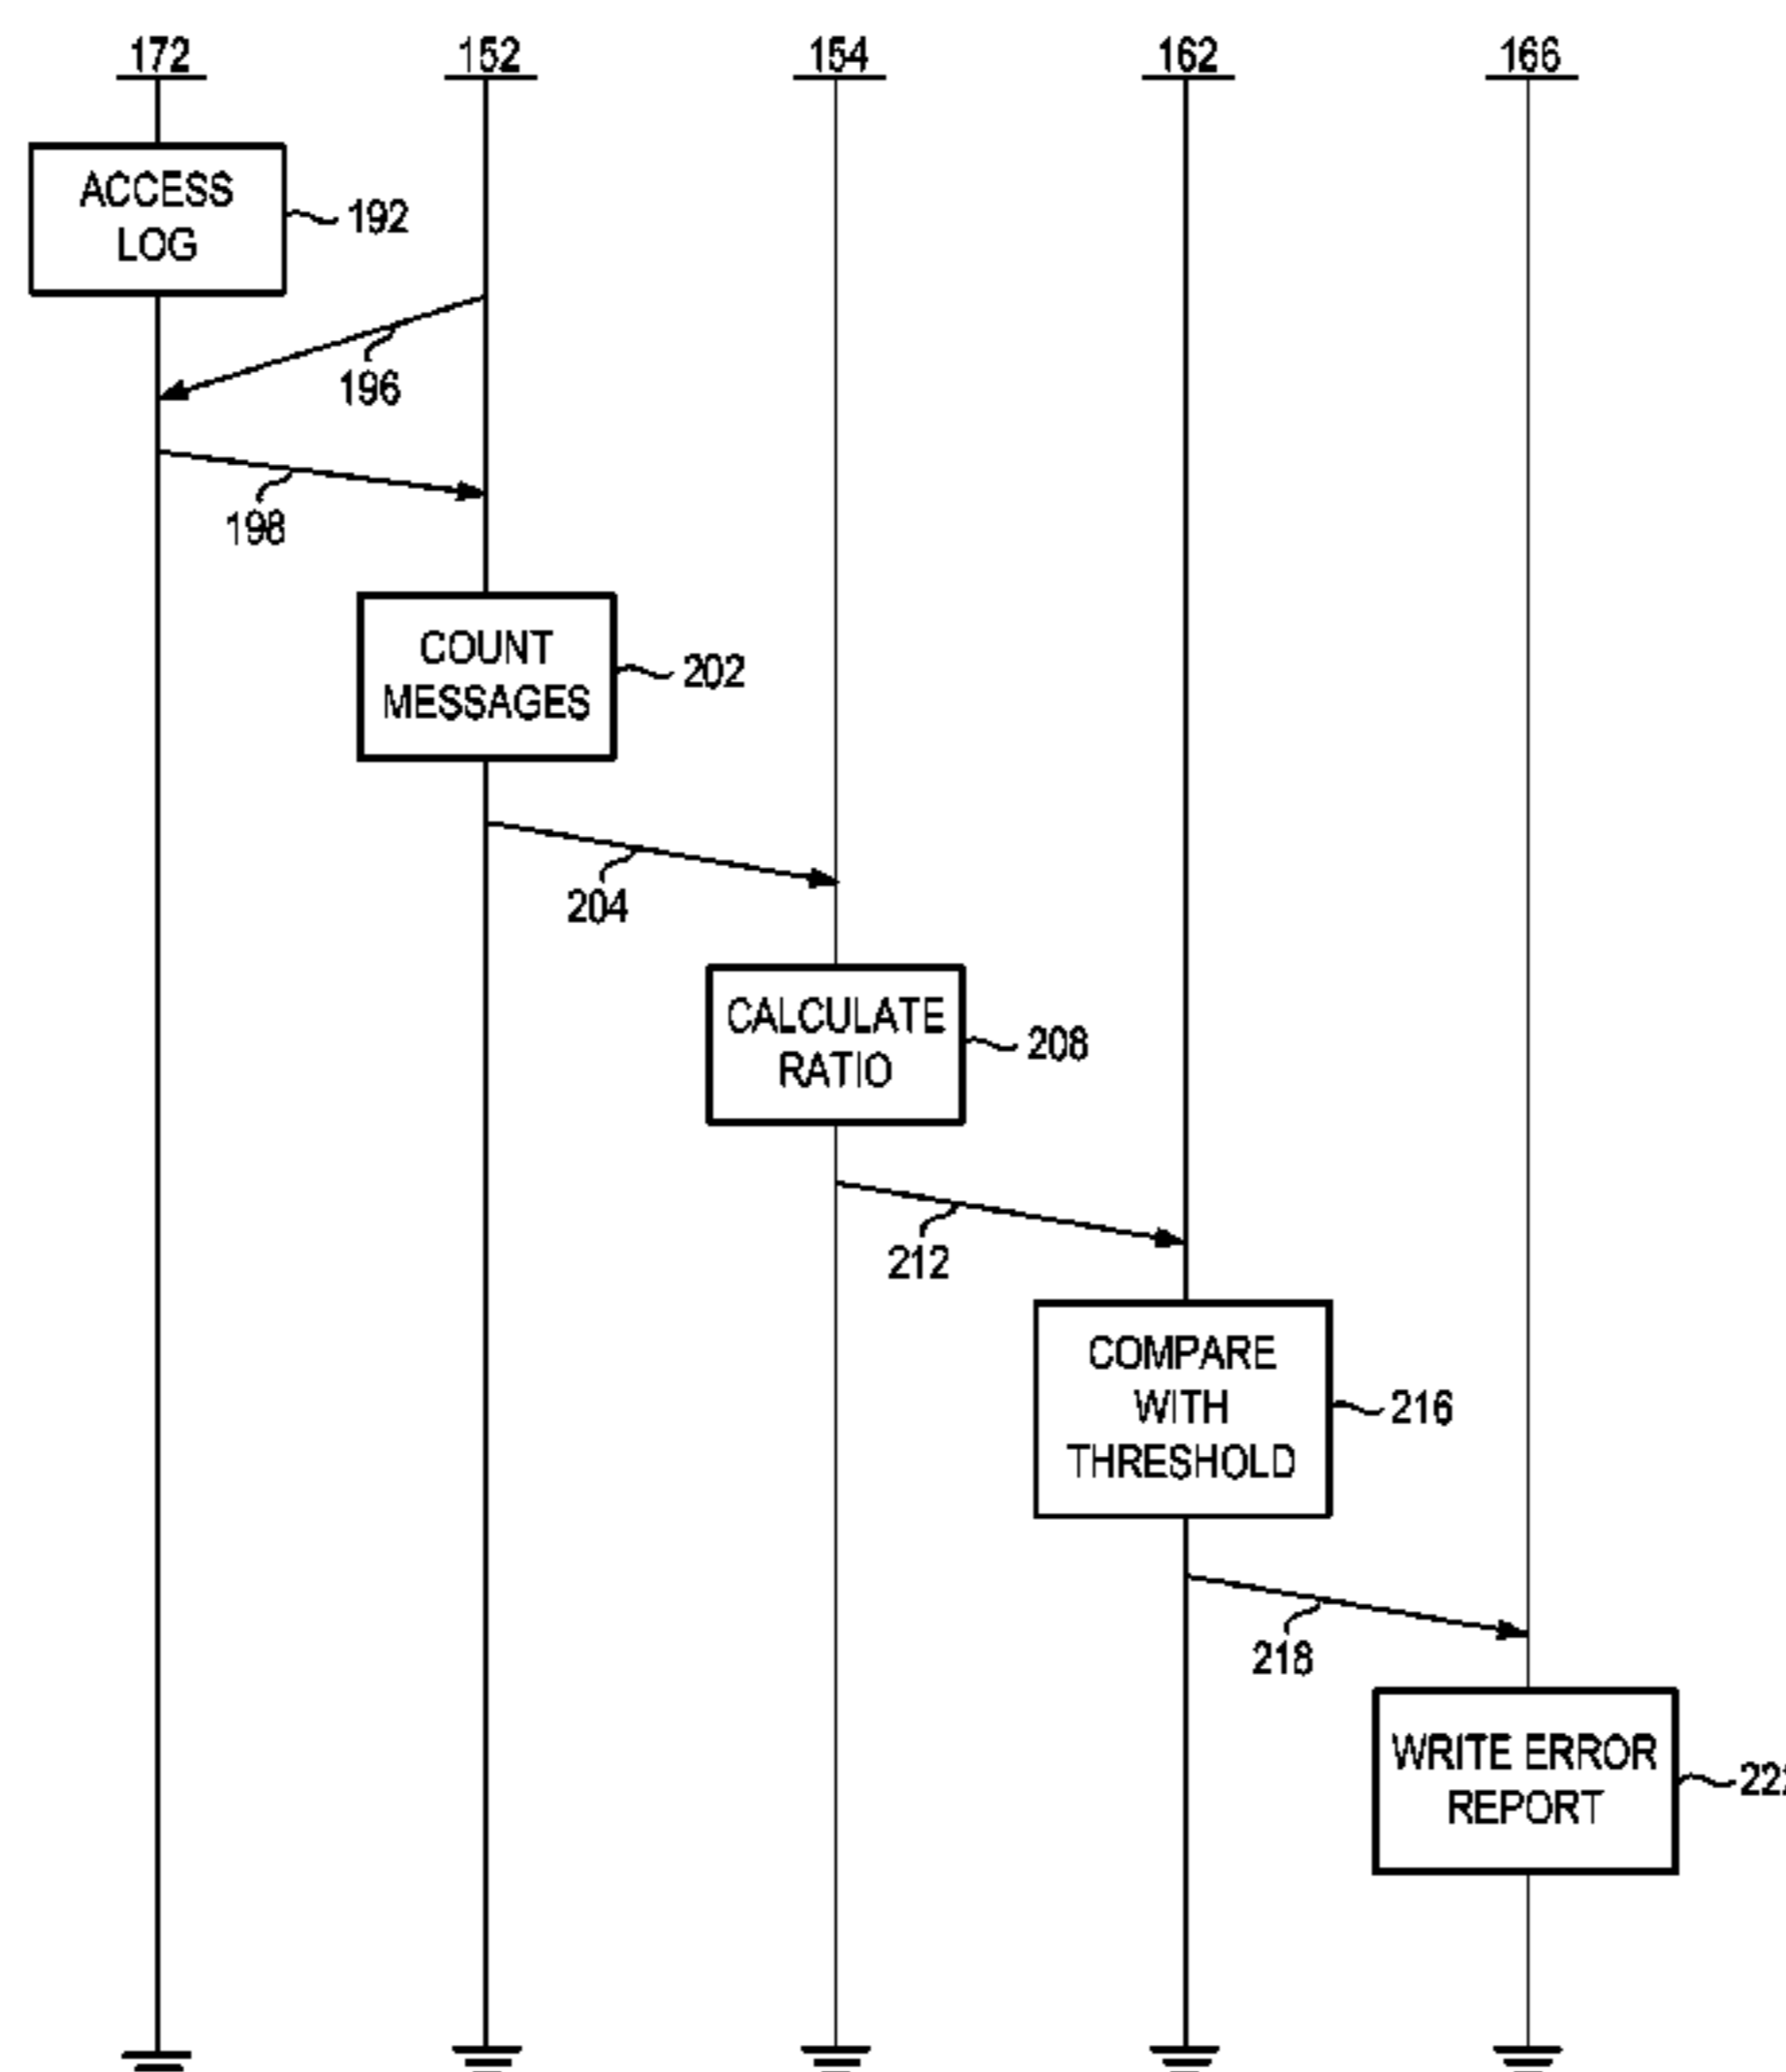 172 152 154 162 166
ACCESS
LOG
192
196
198
COUNT
MESSAGES
202
204
CALCULATE
RATIO
208
212
COMPARE
WITH
THRESHOLD
216
218
WRITE ERROR
REPORT